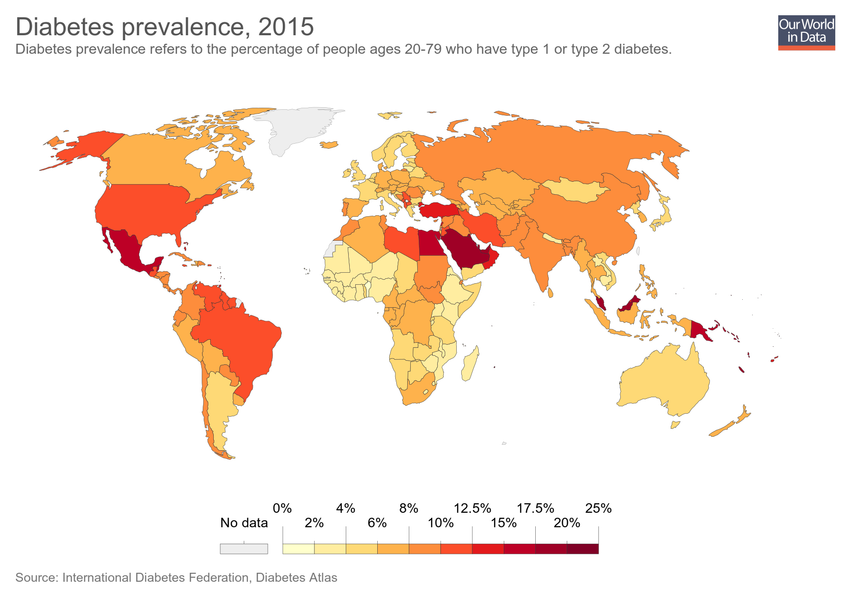 Diabetes prevalence, 2015
Our World
in Data
Diabetes prevalence refers to the percentage of people ages 20-79 who have type 1 or type 2 diabetes.
0% 4% 8% 12.5% 17.5% 25%
No data 2% 6% 10% 15% 20%
Source: International Diabetes Federation, Diabetes Atlas